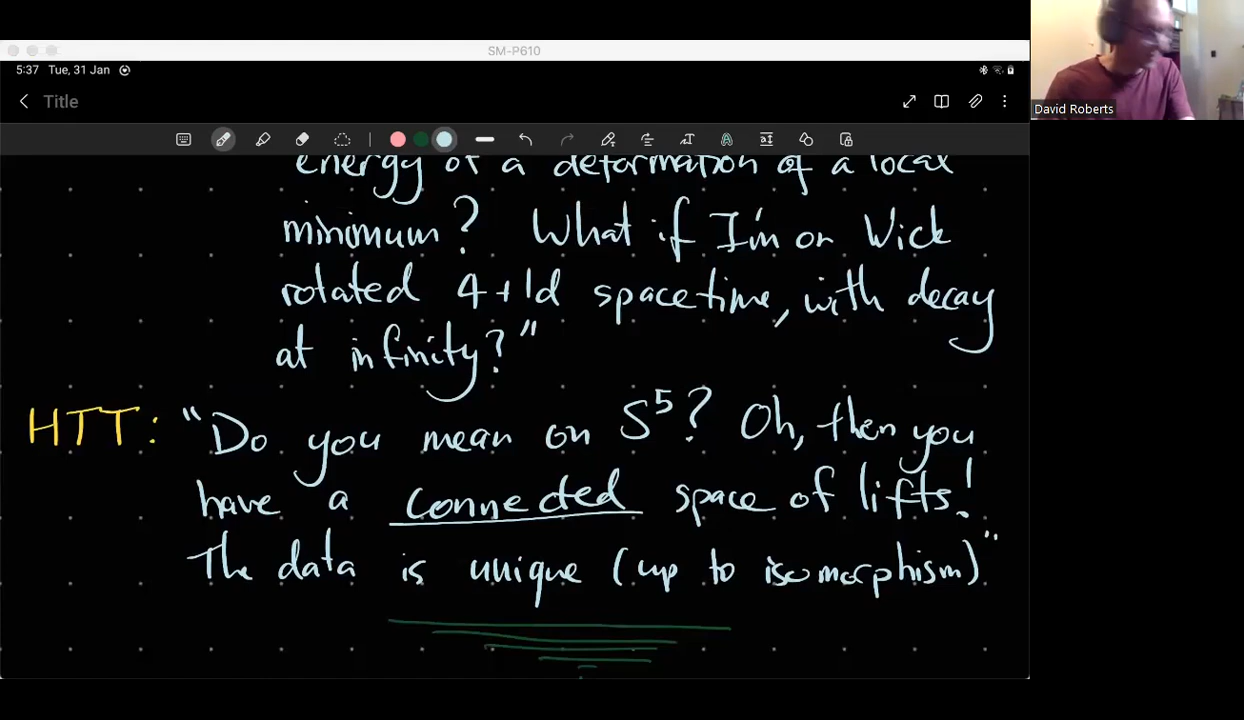 SM-P610
5:37 Tue, 31 Jan
Title
David Roberts
energy of a deformation of a local
minimum? What if I'm on Wick
rotated 4+1d spacetime, with decay
at infinity?"
HTT: "Do you mean on S⁵? Oh, then you
have a connected space of lifts!
The data is unique (up to isomorphism)"